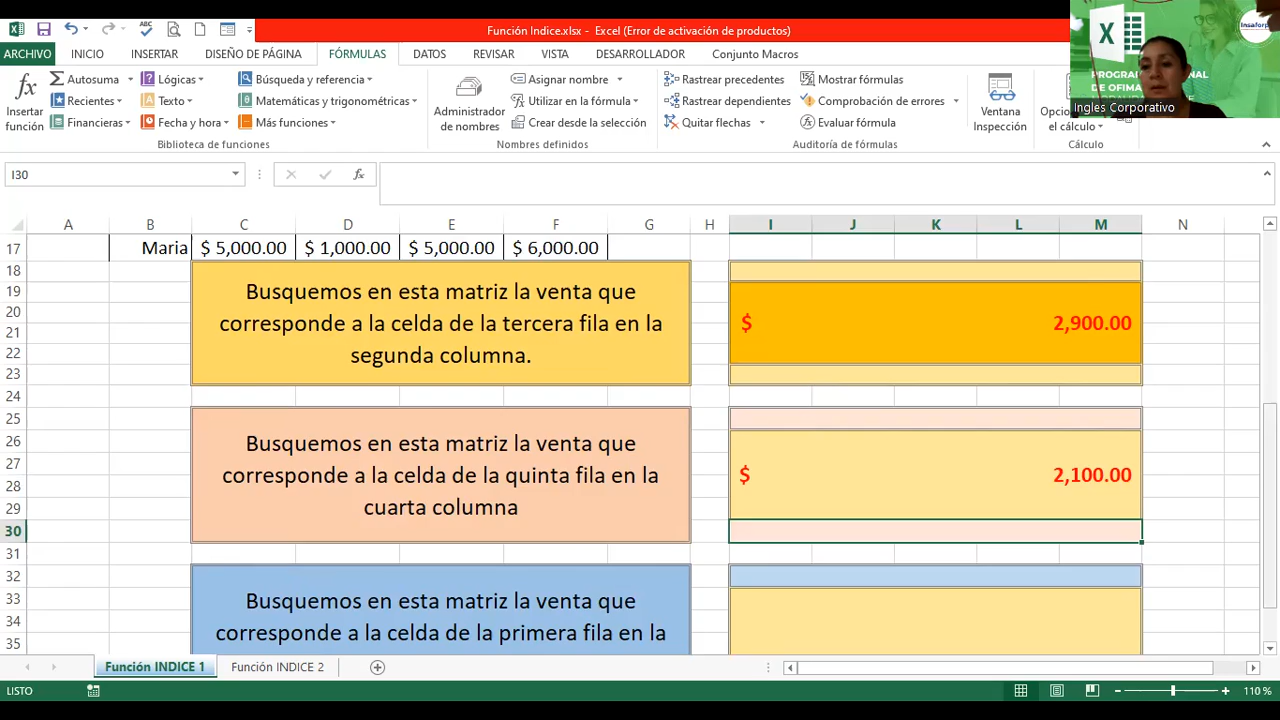 Función Indice.xlsx - Excel (Error de activación de productos)
ARCHIVO INICIO INSERTAR DISEÑO DE PÁGINA FÓRMULAS DATOS REVISAR VISTA DESARROLLADOR Conjunto Macros
Insertar función
Autosuma
Recientes
Financieras
Lógicas
Texto
Fecha y hora
Búsqueda y referencia
Matemáticas y trigonométricas
Más funciones
Biblioteca de funciones
Administrador de nombres
Asignar nombre
Utilizar en la fórmula
Crear desde la selección
Nombres definidos
Rastrear precedentes
Rastrear dependientes
Quitar flechas
Mostrar fórmulas
Comprobación de errores
Evaluar fórmula
Auditoría de fórmulas
Ventana Inspección
el cálculo
Cálculo
Insaforp
DE OFIMA
Ingles Corporativo
I30 fx
A B C D E F G H I J K L M N
17 Maria $ 5,000.00 $ 1,000.00 $ 5,000.00 $ 6,000.00
18
19
20
21
22
23
24
25
26
27
28
29
30
31
32
33
34
35
Busquemos en esta matriz la venta que
corresponde a la celda de la tercera fila en la
segunda columna.
$ 2,900.00
Busquemos en esta matriz la venta que
corresponde a la celda de la quinta fila en la
cuarta columna
$ 2,100.00
Busquemos en esta matriz la venta que
corresponde a la celda de la primera fila en la
Función INDICE 1 Función INDICE 2
LISTO 110 %